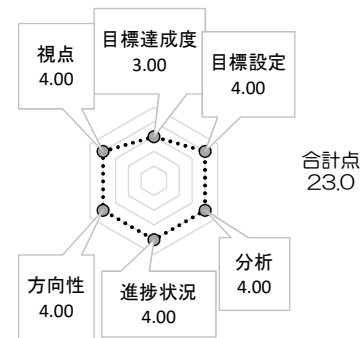 目標達成度
3.00
目標設定
4.00
分析
4.00
進捗状況
4.00
方向性
4.00
視点
4.00
合計点
23.0